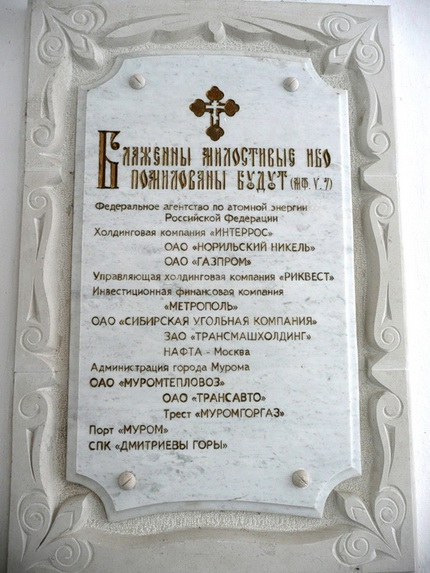 Блаженны милостивые ибо
помилованы будут (Мф. V. 7)
Федеральное агентство по атомной энергии
Российской Федерации
Холдинговая компания «ИНТЕРРОС»
ОАО «НОРИЛЬСКИЙ НИКЕЛЬ»
ОАО «ГАЗПРОМ»
Управляющая холдинговая компания «РИКВЕСТ»
Инвестиционная финансовая компания
«МЕТРОПОЛЬ»
ОАО «СИБИРСКАЯ УГОЛЬНАЯ КОМПАНИЯ»
ЗАО «ТРАНСМАШХОЛДИНГ»
НАФТА - Москва
Администрация города Мурома
ОАО «МУРОМТЕПЛОВОЗ»
ОАО «ТРАНСАВТО»
Трест «МУРОМГОРГАЗ»
Порт «МУРОМ»
СПК «ДМИТРИЕВЫ ГОРЫ»